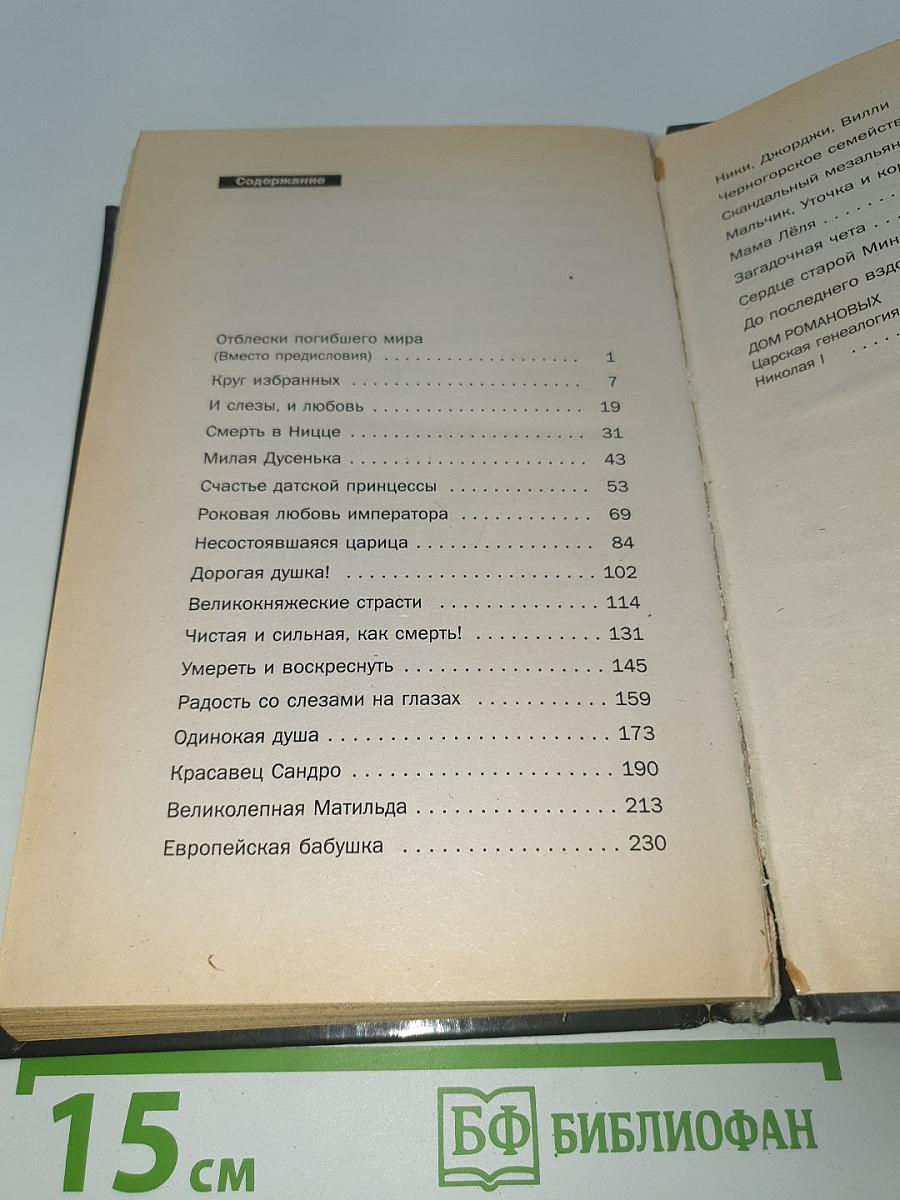 Содержание
Отблески погибшего мира
(Вместо предисловия) . . . . . . . . . . . . . . . . . . . . 1
Круг избранных . . . . . . . . . . . . . . . . . . . . . . . 7
И слезы, и любовь . . . . . . . . . . . . . . . . . . . . . 19
Смерть в Ницце . . . . . . . . . . . . . . . . . . . . . . . 31
Милая Дусенька . . . . . . . . . . . . . . . . . . . . . . . 43
Счастье датской принцессы . . . . . . . . . . . . . 53
Роковая любовь императора . . . . . . . . . . . . 69
Несостоявшаяся царица . . . . . . . . . . . . . . . . 84
Дорогая душка! . . . . . . . . . . . . . . . . . . . . . 102
Великокняжеские страсти . . . . . . . . . . . . . 114
Чистая и сильная, как смерть! . . . . . . . . . . 131
Умереть и воскреснуть . . . . . . . . . . . . . . . . 145
Радость со слезами на глазах . . . . . . . . . . . 159
Одинокая душа . . . . . . . . . . . . . . . . . . . . . . . 173
Красавец Сандро . . . . . . . . . . . . . . . . . . . . . 190
Великолепная Матильда . . . . . . . . . . . . . . . . 213
Европейская бабушка . . . . . . . . . . . . . . . . . . 230
Ники, Джорджи, Вилли
Черногорское
Скандальный
Мальчик, Уточка и
Мама Лёля . . . . . .
Загадочная чета . . .
Сердце старой
До последнего
ДОМ РОМАНОВЫХ
Царская генеалогия
Николая I . . . . .
15 см
БФ БИБЛИОФАН